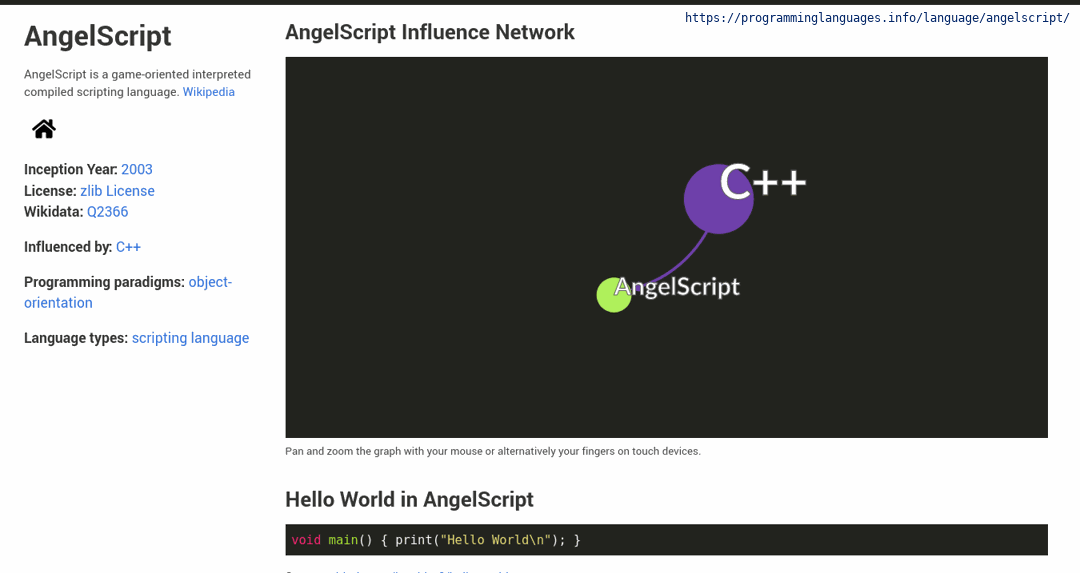 https://programminglanguages.info/language/angelscript/
AngelScript
AngelScript is a game-oriented interpreted
compiled scripting language. Wikipedia
Inception Year: 2003
License: zlib License
Wikidata: Q2366
Influenced by: C++
Programming paradigms: object-
orientation
Language types: scripting language
AngelScript Influence Network
C++
AngelScript
Pan and zoom the graph with your mouse or alternatively your fingers on touch devices.
Hello World in AngelScript
void main() { print("Hello World\n"); }